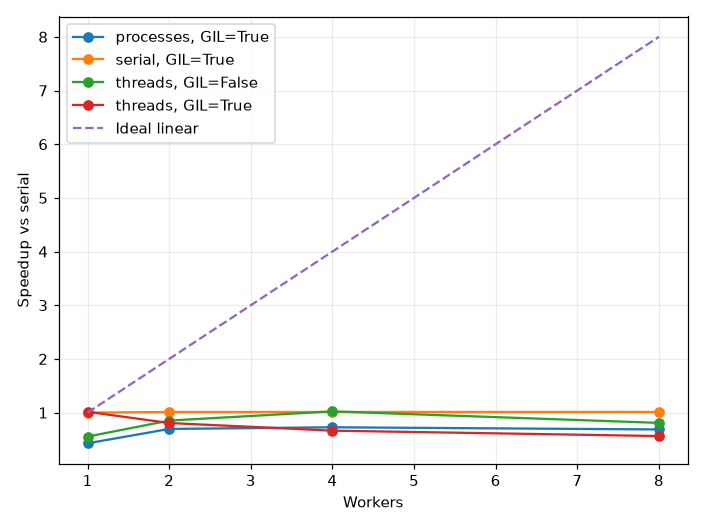 processes, GIL=True
serial, GIL=True
threads, GIL=False
threads, GIL=True
Ideal linear
Speedup vs serial
8
7
6
5
4
3
2
1
1 2 3 4 5 6 7 8
Workers